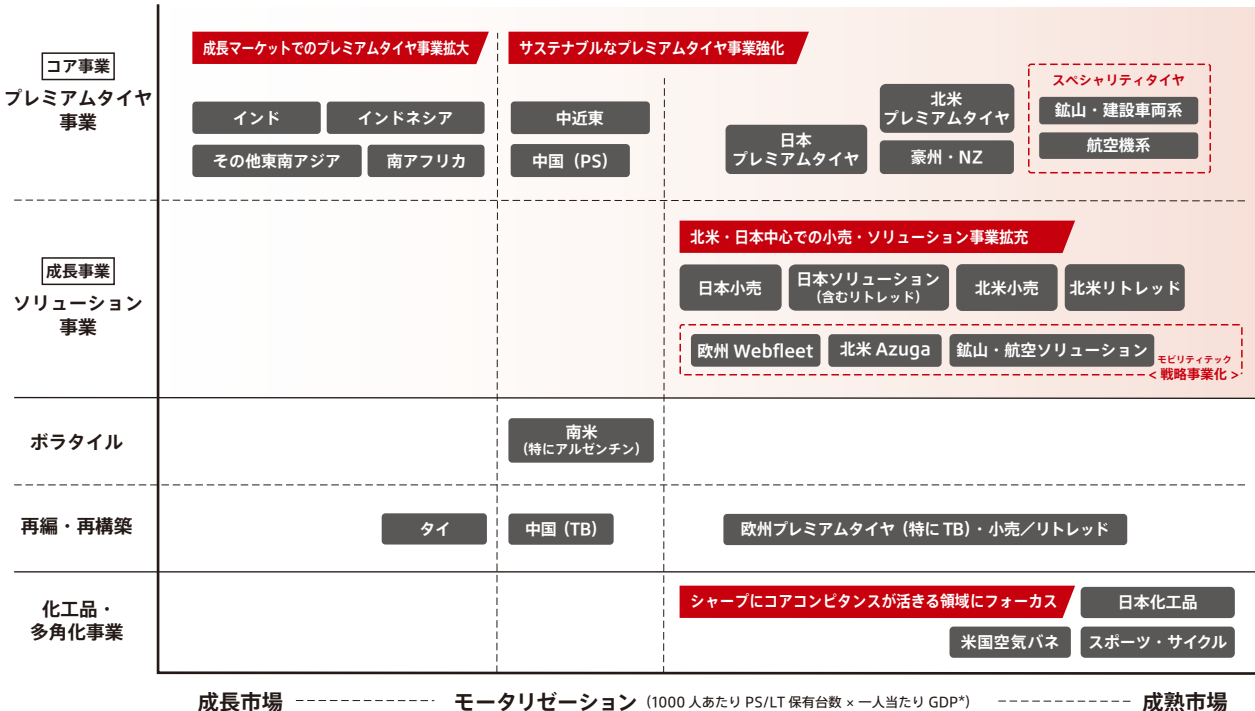 コア事業
プレミアムタイヤ
事業
成長マーケットでのプレミアムタイヤ事業拡大
サステナブルなプレミアムタイヤ事業強化
インド
インドネシア
その他東南アジア
南アフリカ
中近東
中国（PS）
日本
プレミアムタイヤ
北米
プレミアムタイヤ
豪州・NZ
スペシャリティタイヤ
鉱山・建設車両系
航空機系
成長事業
ソリューション
事業
北米・日本中心での小売・ソリューション事業拡充
日本小売
日本ソリューション
（含むリトレッド）
北米小売
北米リトレッド
欧州 Webfleet
北米 Azuga
鉱山・航空ソリューション
モビリティテック
< 戦略事業化 >
ボラタイル
南米
（特にアルゼンチン）
再編・再構築
タイ
中国（TB）
欧州プレミアムタイヤ（特に TB）・小売／リトレッド
化工品・
多角化事業
シャープにコアコンピタンスが活きる領域にフォーカス
日本化工品
米国空気バネ
スポーツ・サイクル
成長市場 モータリゼーション（1000 人あたり PS/LT 保有台数 × 一人当たり GDP*） 成熟市場